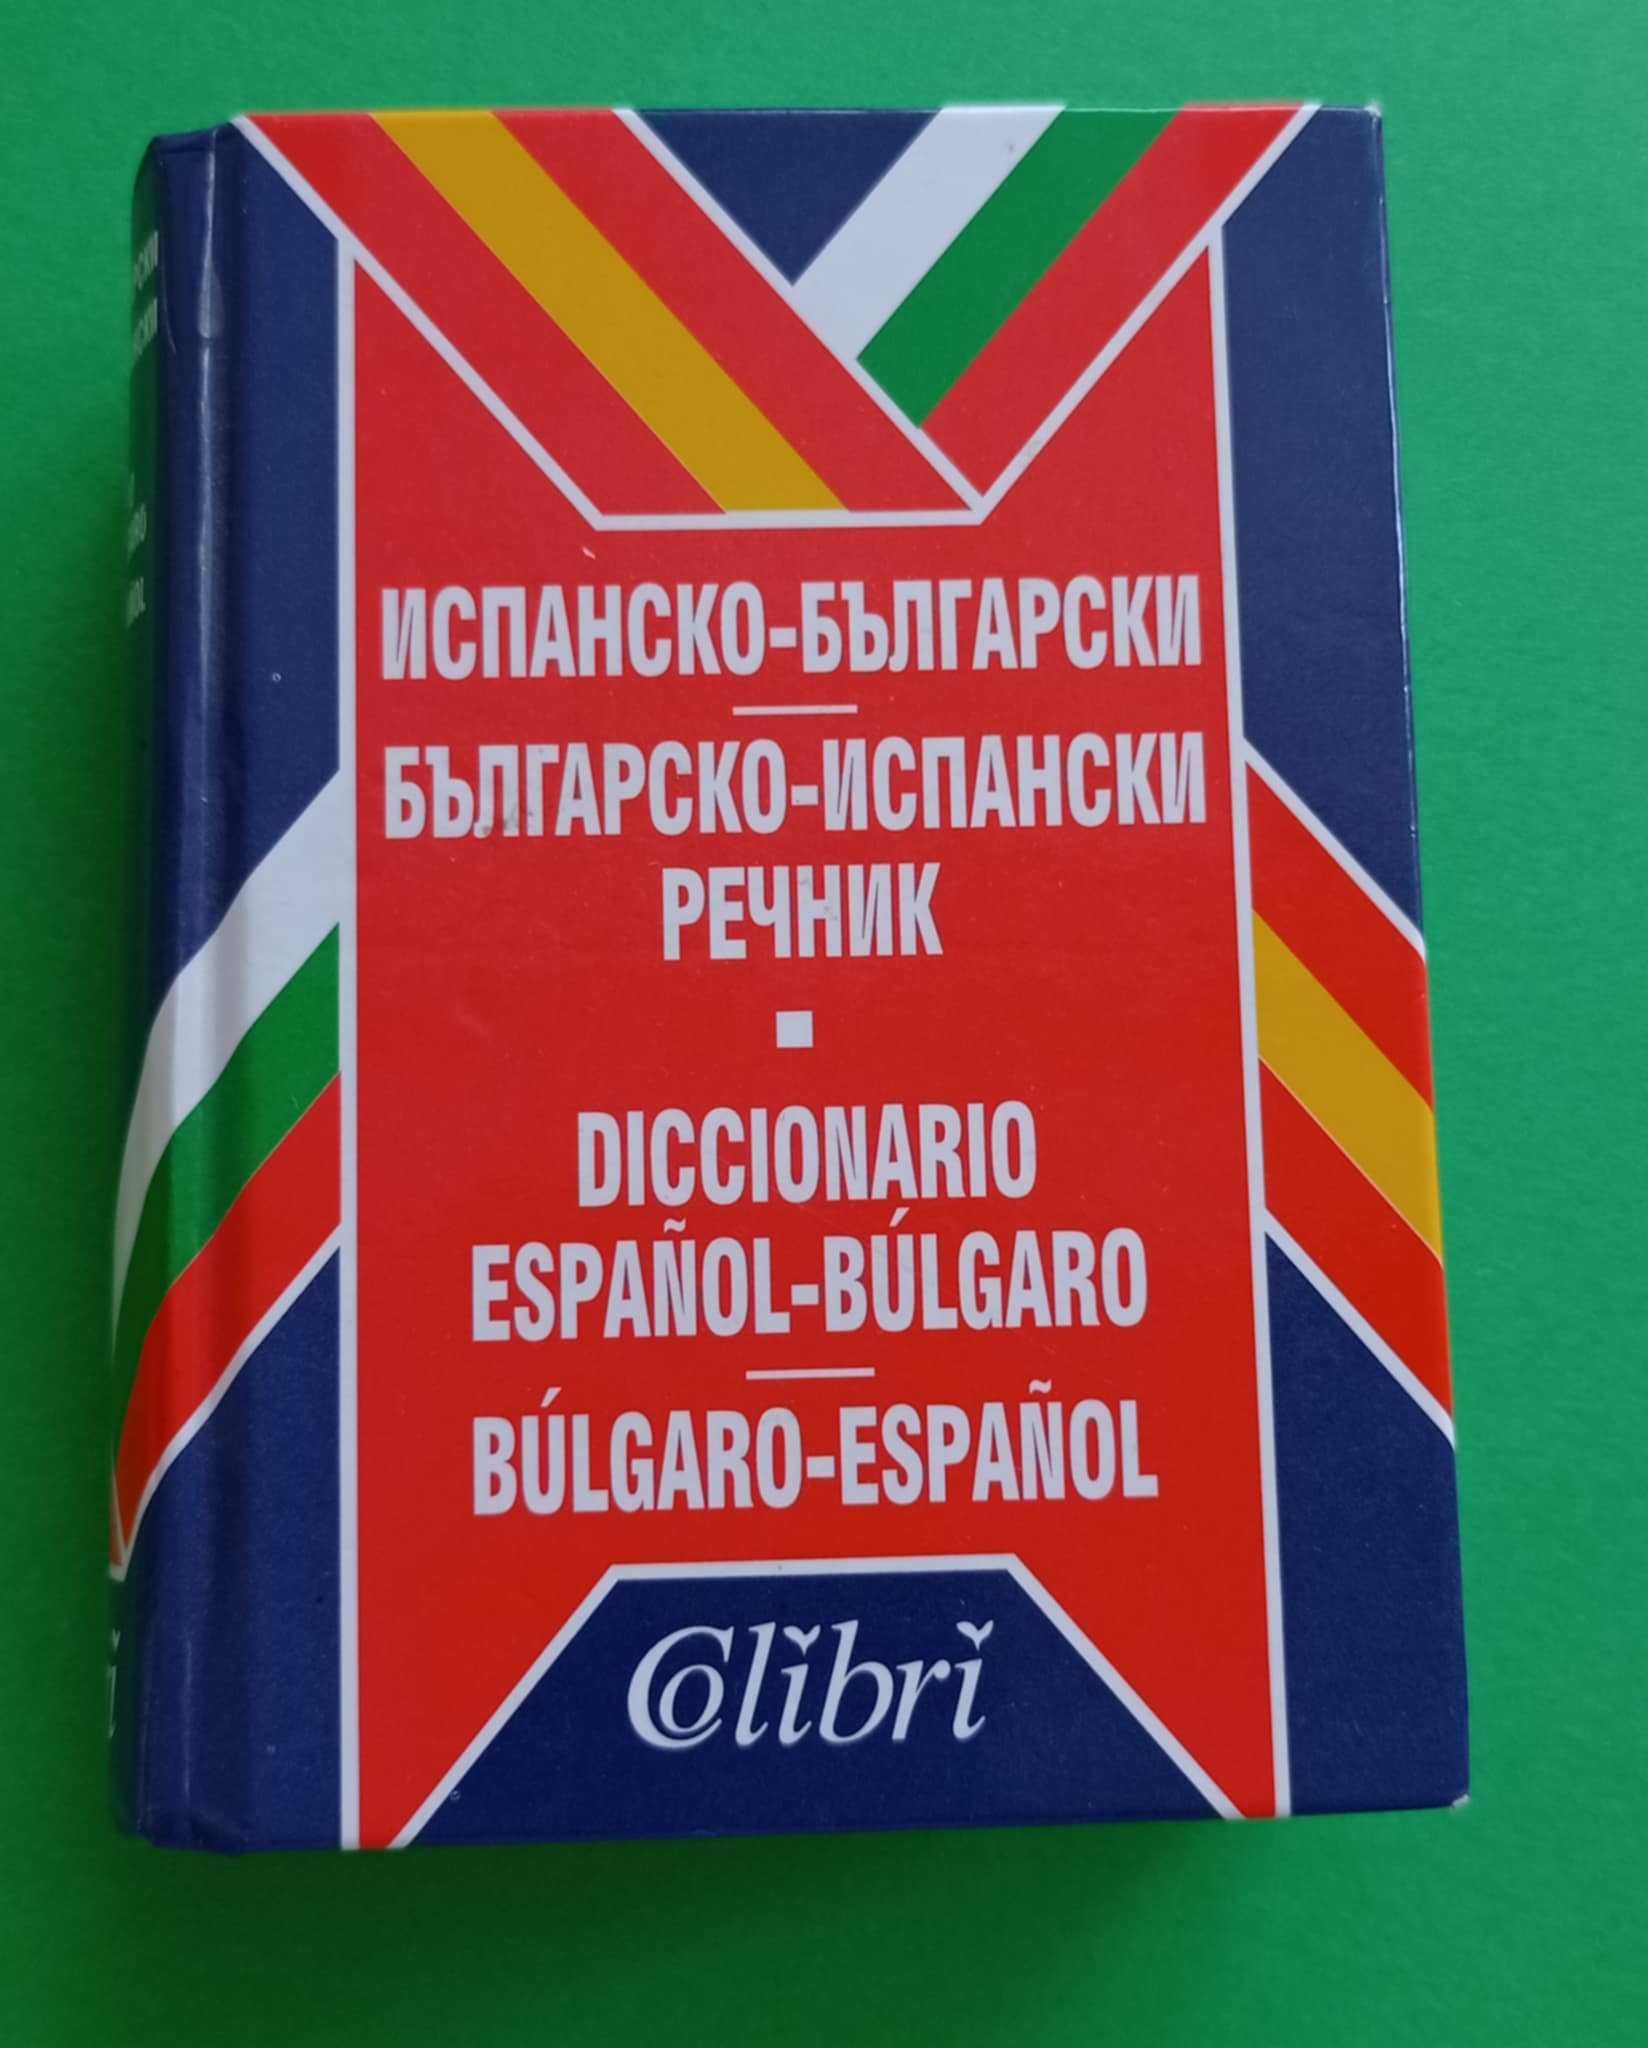 ИСПАНСКО-БЪЛГАРСКИ
БЪЛГАРСКО-ИСПАНСКИ
РЕЧНИК
DICCIONARIO
ESPAÑOL-BÚLGARO
BÚLGARO-ESPAÑOL
Colibri